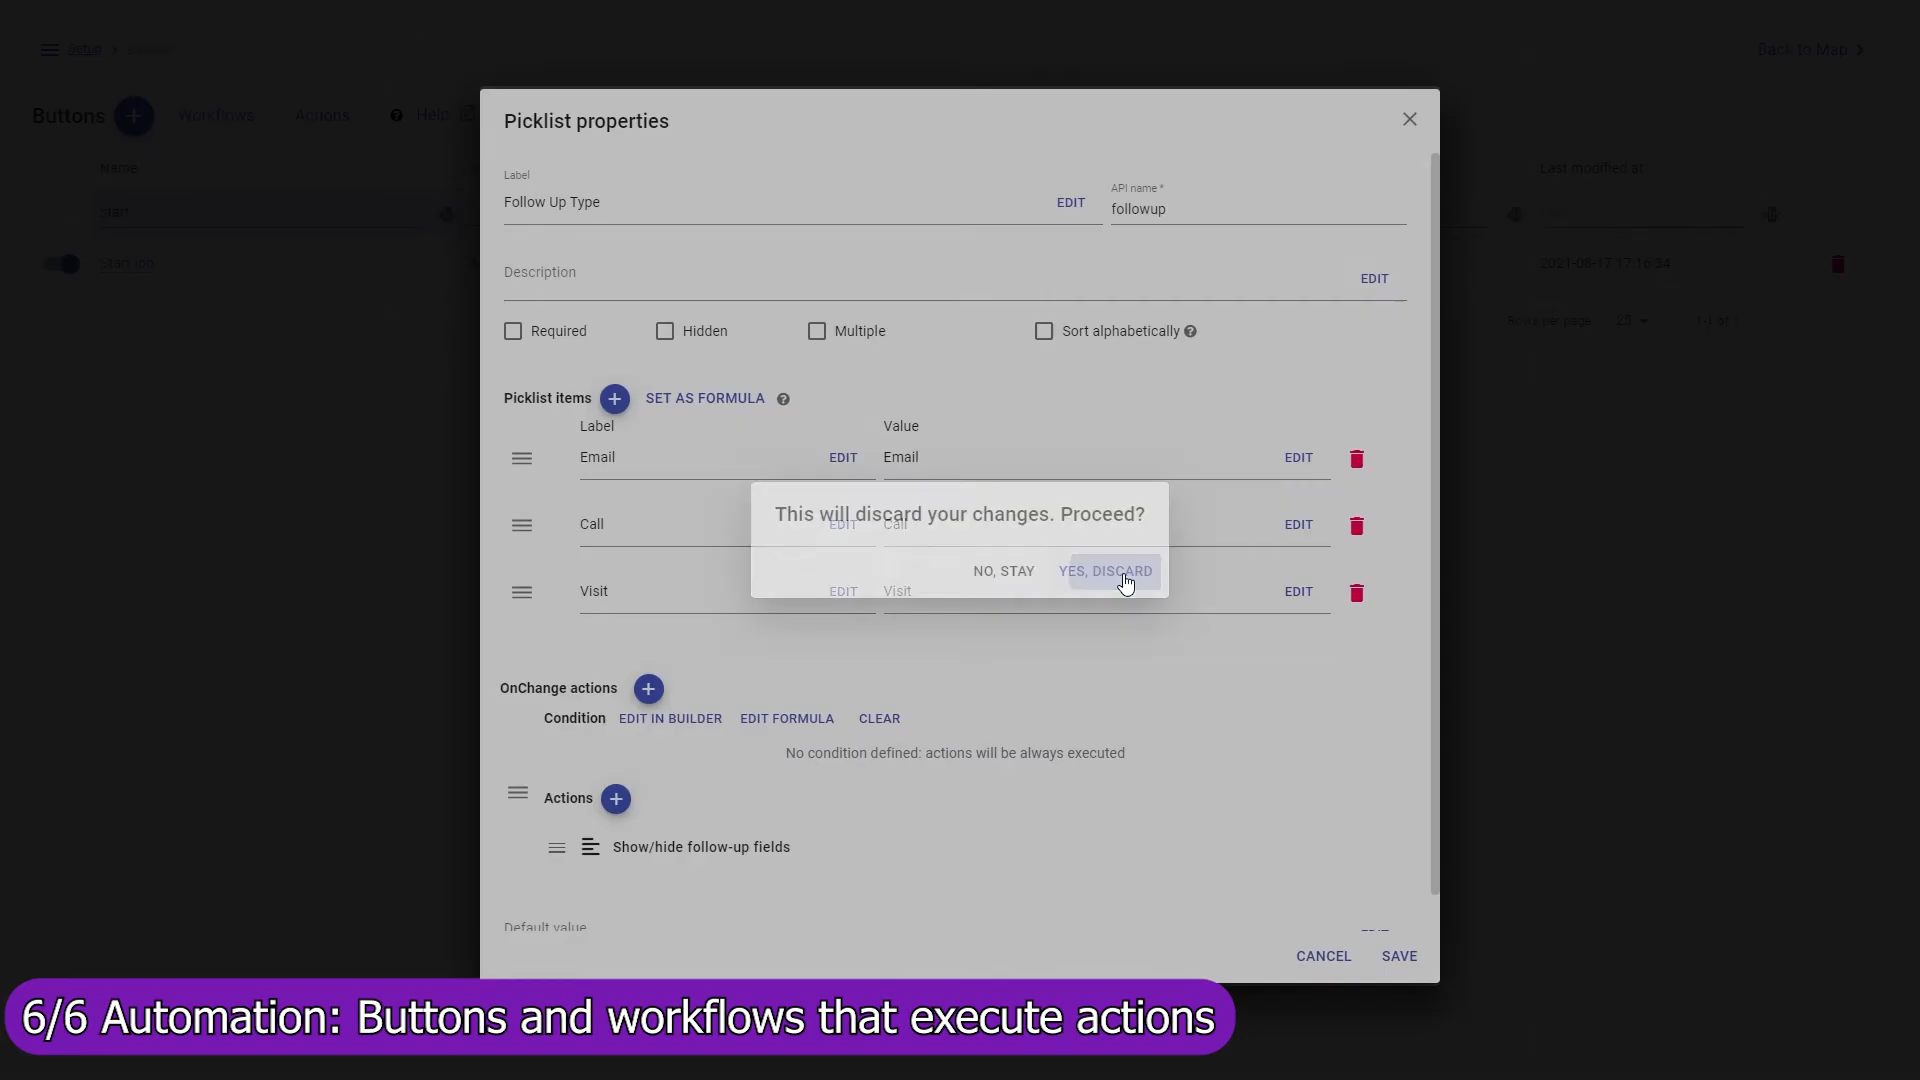 Setup >
Back to Map >
Buttons + Workflows Actions Help
Name
Last modified at
Start
Start job
2021-08-17 17:16:34
Rows per page 25
Picklist properties
Label
Follow Up Type EDIT
API name *
followup
Description EDIT
Required Hidden Multiple Sort alphabetically
Picklist items + SET AS FORMULA
Label Value
Email EDIT Email EDIT
Call EDIT Call EDIT
Visit EDIT Visit EDIT
This will discard your changes. Proceed?
NO, STAY YES, DISCARD
OnChange actions +
Condition EDIT IN BUILDER EDIT FORMULA CLEAR
No condition defined: actions will be always executed
Actions +
Show/hide follow-up fields
Default value EDIT
CANCEL SAVE
6/6 Automation: Buttons and workflows that execute actions